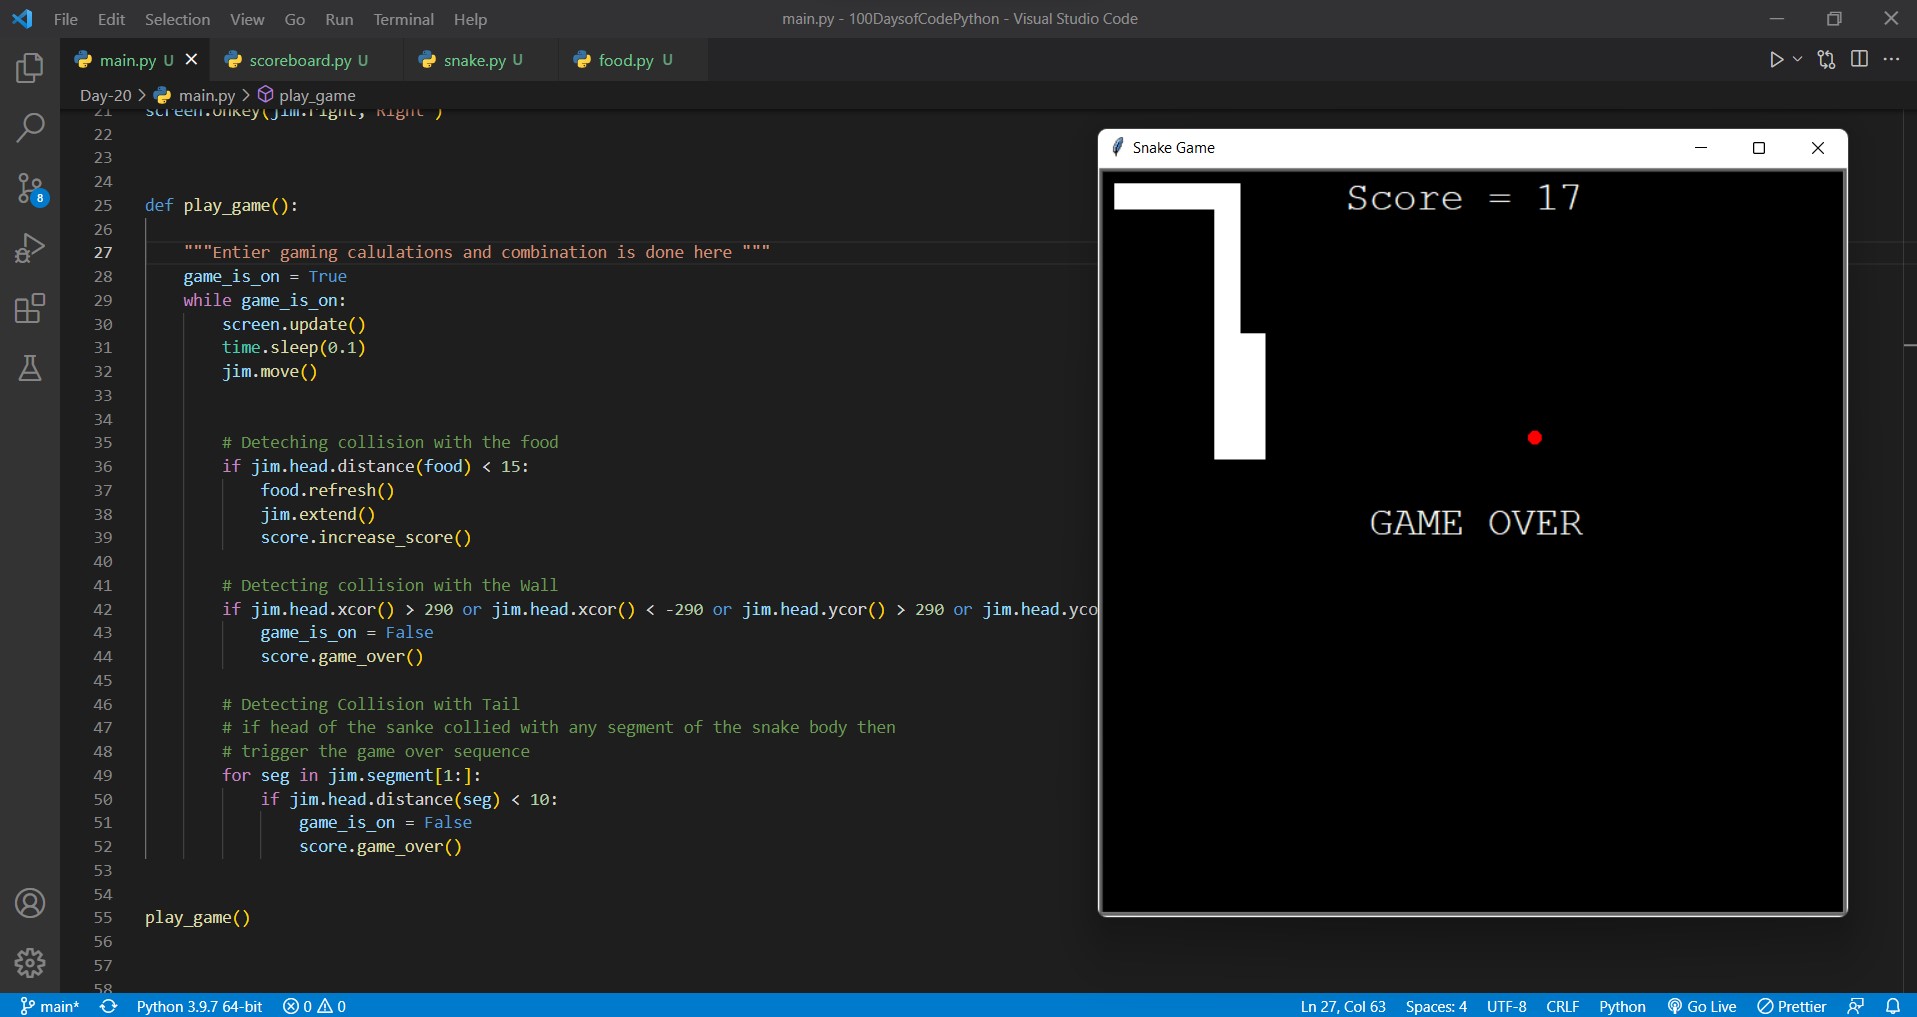 File Edit Selection View Go Run Terminal Help main.py - 100DaysofCodePython - Visual Studio Code
main.py U scoreboard.py U snake.py U food.py U
Day-20 > main.py > play_game
21 screen.onkey(jim.right, "Right")
22
23
24
25 def play_game():
26
27 """Entier gaming calulations and combination is done here """
28 game_is_on = True
29 while game_is_on:
30 screen.update()
31 time.sleep(0.1)
32 jim.move()
33
34
35 # Deteching collision with the food
36 if jim.head.distance(food) < 15:
37 food.refresh()
38 jim.extend()
39 score.increase_score()
40
41 # Detecting collision with the Wall
42 if jim.head.xcor() > 290 or jim.head.xcor() < -290 or jim.head.ycor() > 290 or jim.head.yco
43 game_is_on = False
44 score.game_over()
45
46 # Detecting Collision with Tail
47 # if head of the sanke collied with any segment of the snake body then
48 # trigger the game over sequence
49 for seg in jim.segment[1:]:
50 if jim.head.distance(seg) < 10:
51 game_is_on = False
52 score.game_over()
53
54
55 play_game()
56
57
58
Snake Game
Score = 17
GAME OVER
8
main* Python 3.9.7 64-bit 0 0 Ln 27, Col 63 Spaces: 4 UTF-8 CRLF Python Go Live Prettier